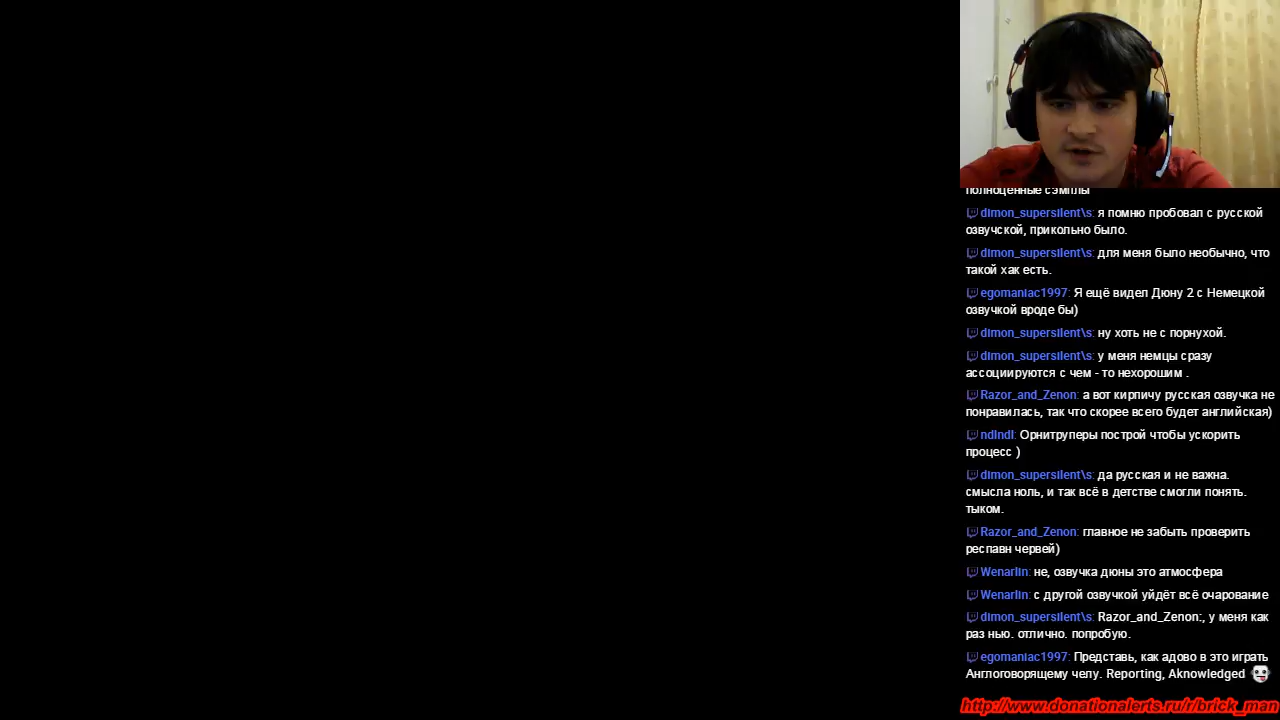 полноценные сэмплы
dimon_supersilent\s: я помню пробовал с русской
озвучской, прикольно было.
dimon_supersilent\s: для меня было необычно, что
такой хак есть.
egomaniac1997: Я ещё видел Дюну 2 с Немецкой
озвучкой вроде бы)
dimon_supersilent\s: ну хоть не с порнухой.
dimon_supersilent\s: у меня немцы сразу
ассоциируются с чем - то нехорошим .
Razor_and_Zenon: а вот кирпичу русская озвучка не
понравилась, так что скорее всего будет английская)
ndlndl: Орнитруперы построй чтобы ускорить
процесс )
dimon_supersilent\s: да русская и не важна.
смысла ноль, и так всё в детстве смогли понять.
тыком.
Razor_and_Zenon: главное не забыть проверить
респавн червей)
Wenarlin: не, озвучка дюны это атмосфера
Wenarlin: с другой озвучкой уйдёт всё очарование
dimon_supersilent\s: Razor_and_Zenon:, у меня как
раз нью. отлично. попробую.
egomaniac1997: Представь, как адово в это играть
Англоговорящему челу. Reporting, Aknowledged
http://www.donationalerts.ru/r/brick_man